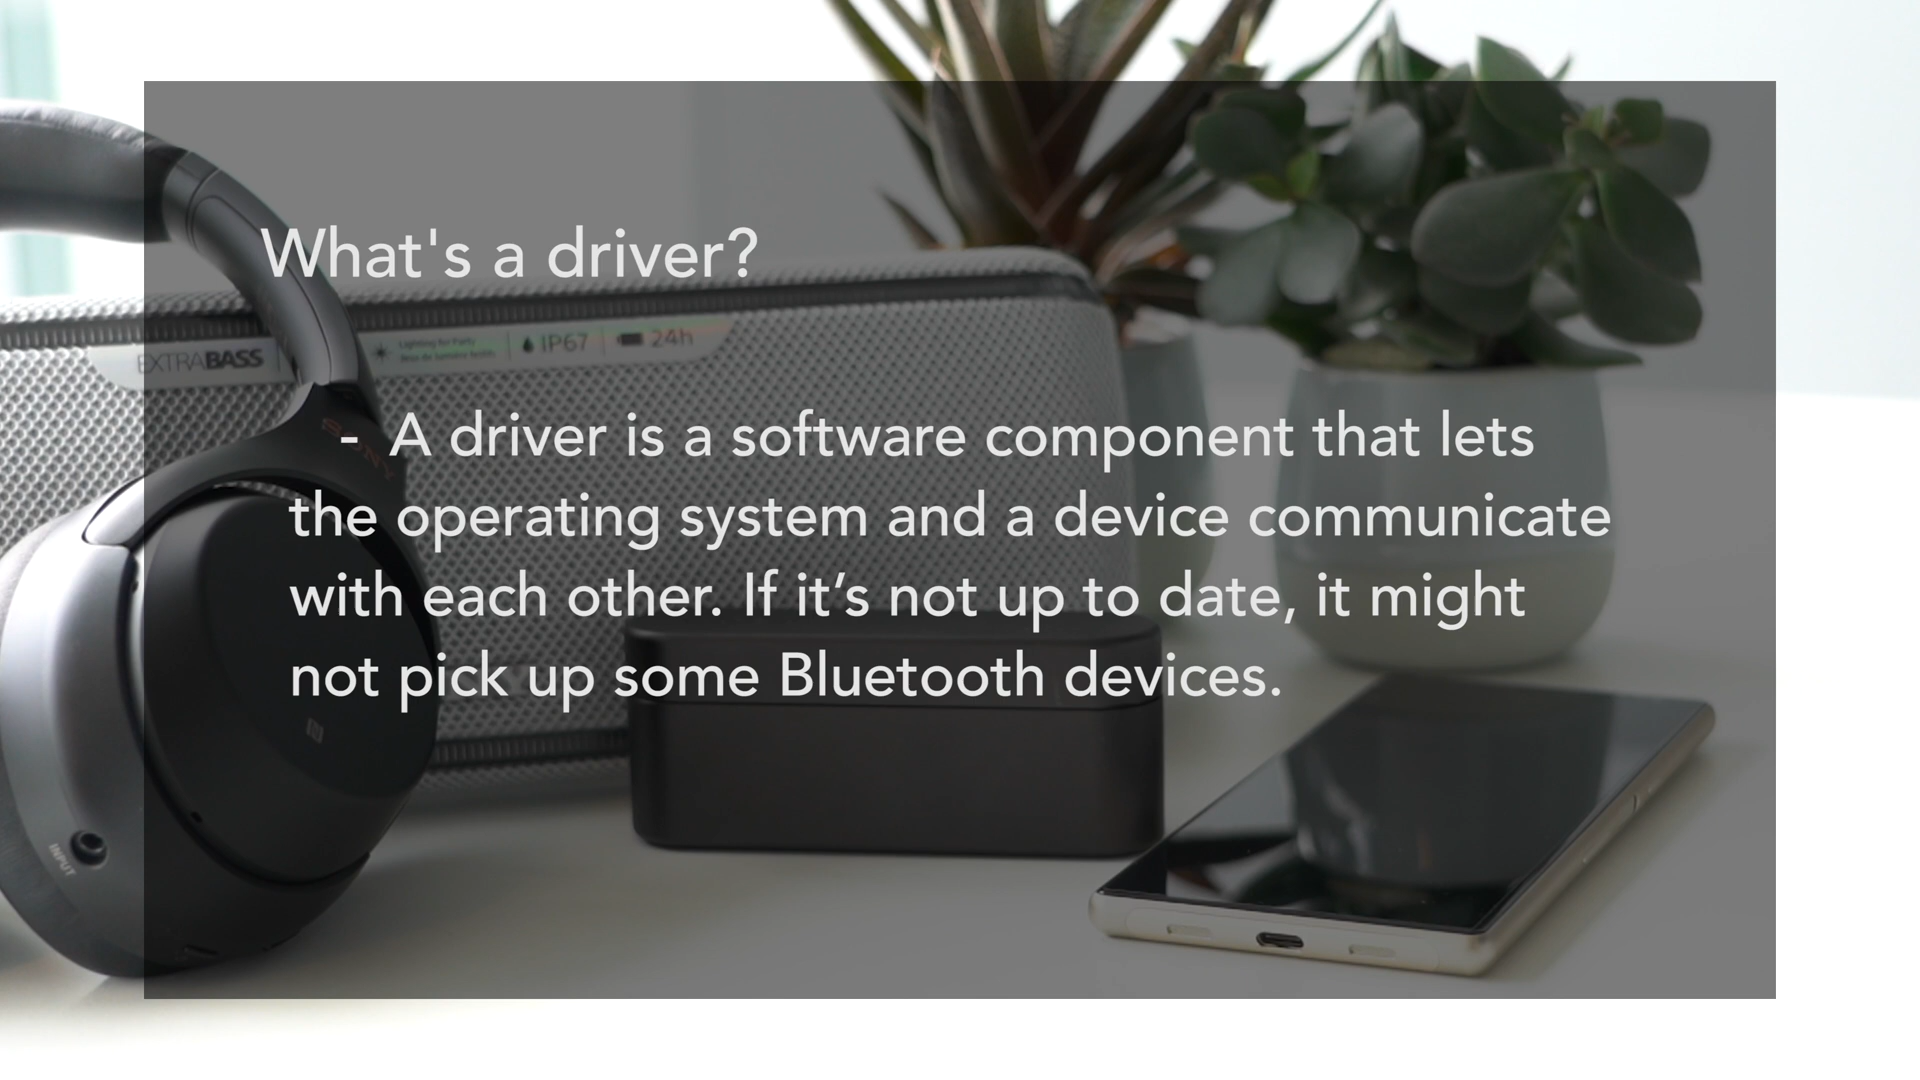 What's a driver?
EXTRABASS
IP67
24h
SONY
- A driver is a software component that lets
the operating system and a device communicate
with each other. If it’s not up to date, it might
not pick up some Bluetooth devices.
INPUT